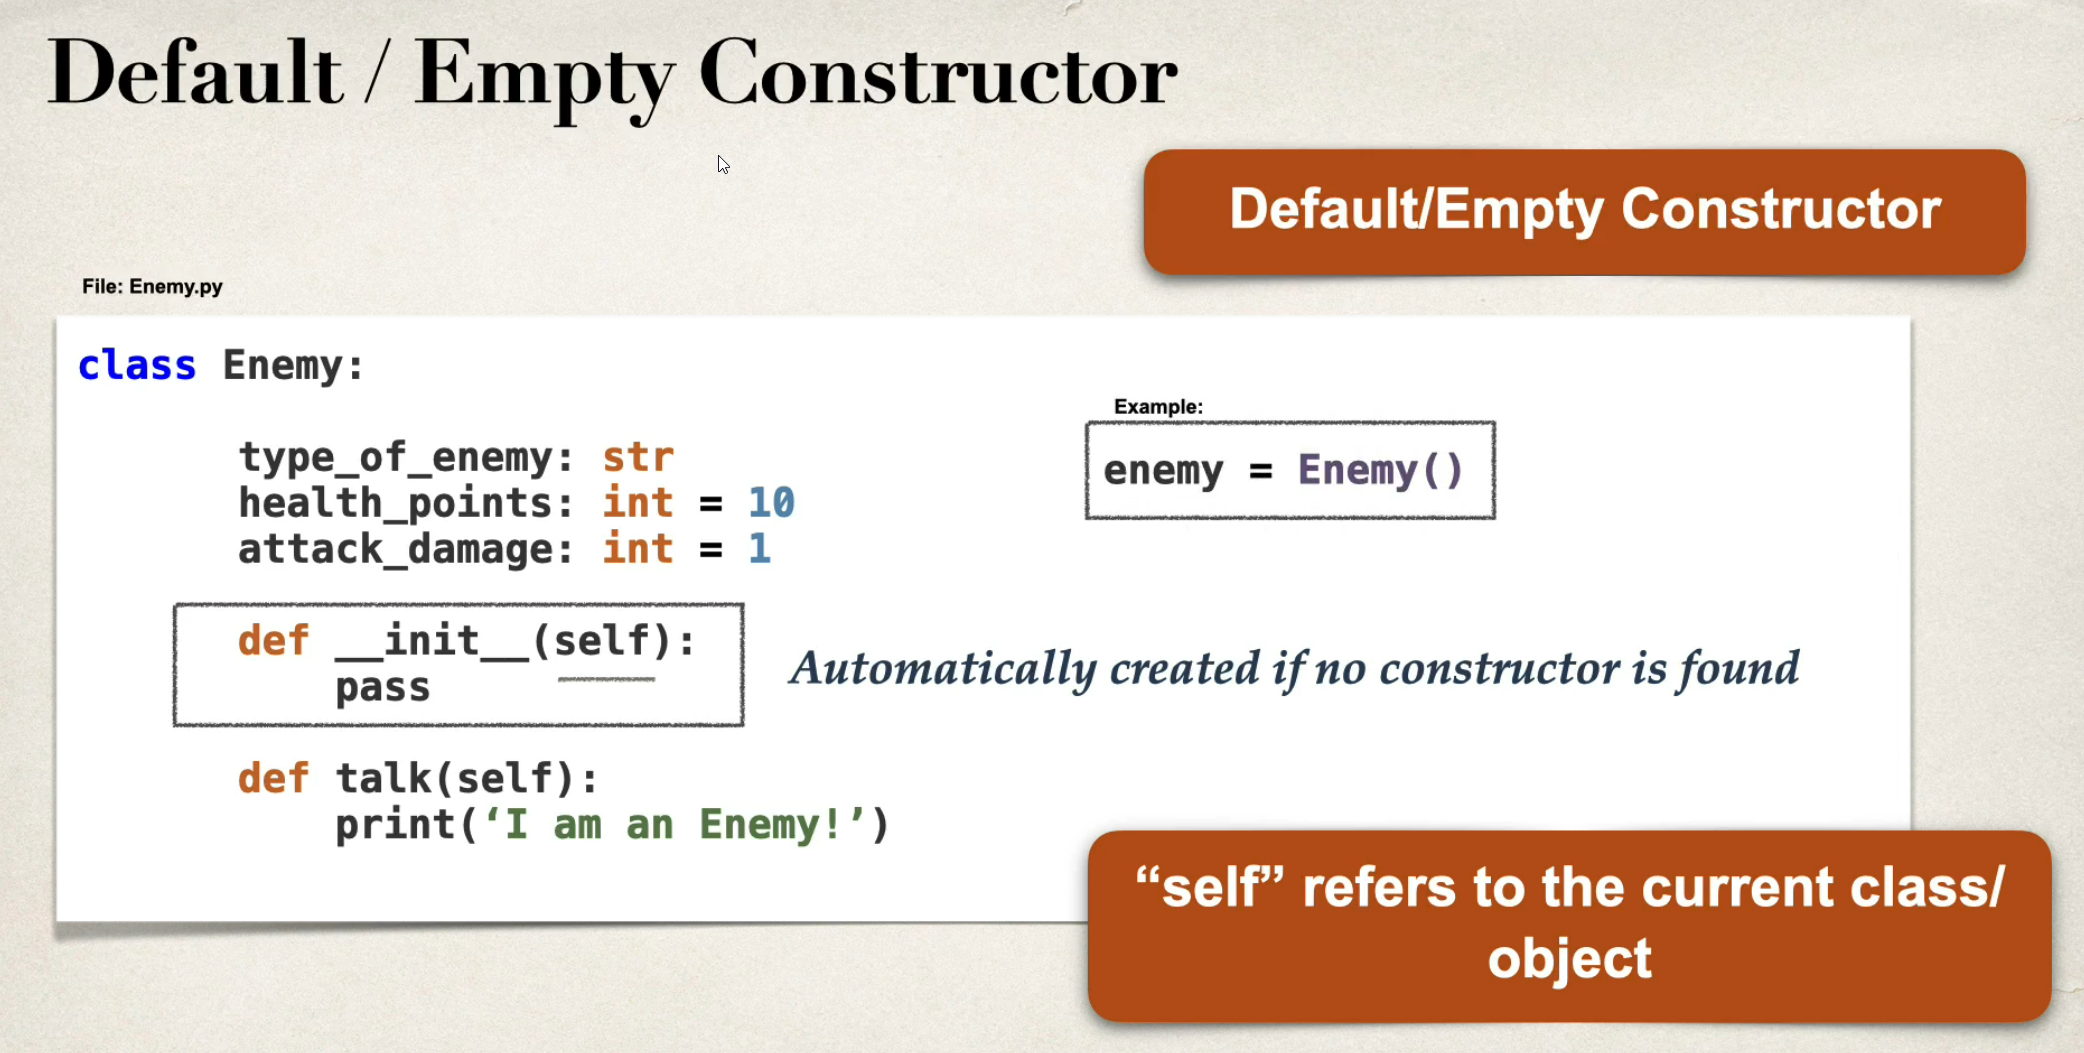 Default / Empty Constructor
Default/Empty Constructor
File: Enemy.py
class Enemy:
type_of_enemy: str
health_points: int = 10
attack_damage: int = 1
Example:
enemy = Enemy()
def __init__(self):
pass
Automatically created if no constructor is found
def talk(self):
print(‘I am an Enemy!’)
“self” refers to the current class/
object